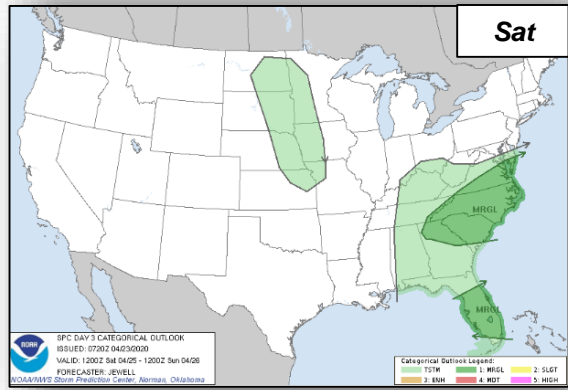 Sat
MRGL
MRGL
NOAA
SPC DAY 3 CATEGORICAL OUTLOOK
ISSUED: 0720Z 04/23/2020
VALID: 1200Z Sat 04/25 - 1200Z Sun 04/26
FORECASTER: JEWELL
NOAA/NWS Storm Prediction Center, Norman, Oklahoma
Categorical Outlook Legend:
TSTM 1: MRGL 2: SLGT
3: ENH 4: MDT 5: HIGH